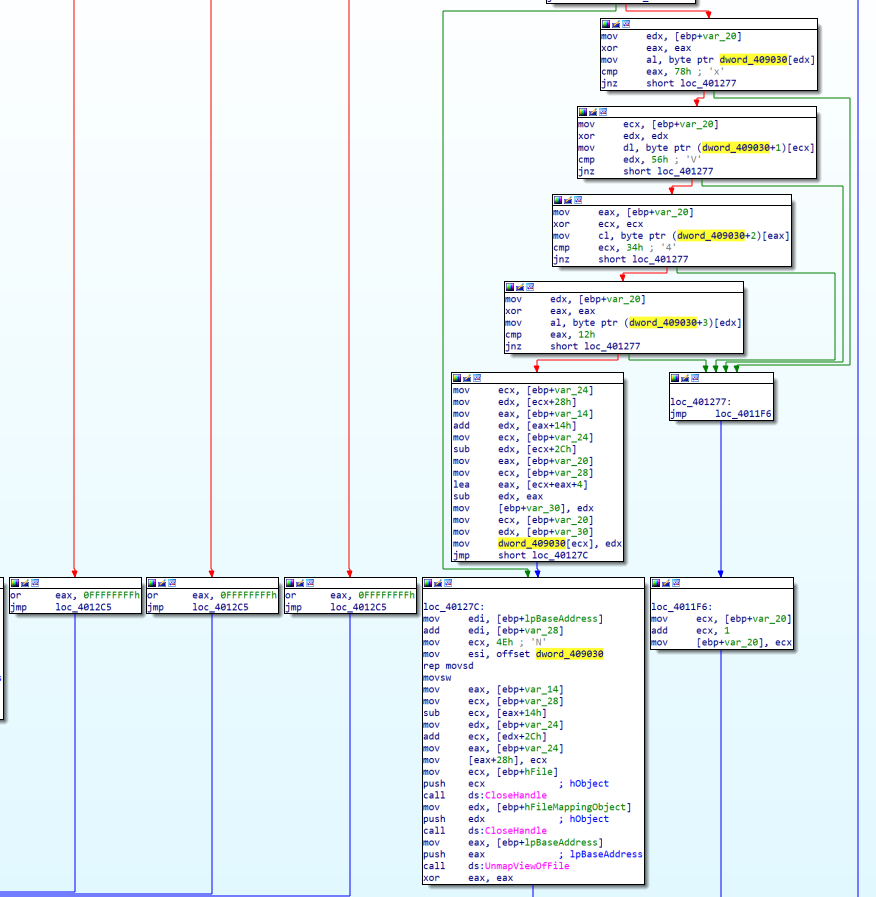 mov edx, [ebp+var_20]
xor eax, eax
mov al, byte ptr dword_409030[edx]
cmp eax, 78h ; 'x'
jnz short loc_401277
mov ecx, [ebp+var_20]
xor edx, edx
mov dl, byte ptr (dword_409030+1)[ecx]
cmp edx, 56h ; 'V'
jnz short loc_401277
mov eax, [ebp+var_20]
xor ecx, ecx
mov cl, byte ptr (dword_409030+2)[eax]
cmp ecx, 34h ; '4'
jnz short loc_401277
mov edx, [ebp+var_20]
xor eax, eax
mov al, byte ptr (dword_409030+3)[edx]
cmp eax, 12h
jnz short loc_401277
mov ecx, [ebp+var_24]
mov edx, [ecx+28h]
mov eax, [ebp+var_14]
add edx, [eax+14h]
mov ecx, [ebp+var_24]
sub edx, [ecx+2Ch]
mov eax, [ebp+var_20]
mov ecx, [ebp+var_28]
lea eax, [ecx+eax+4]
sub edx, eax
mov [ebp+var_30], edx
mov ecx, [ebp+var_20]
mov edx, [ebp+var_30]
mov dword_409030[ecx], edx
jmp short loc_40127C
loc_401277:
jmp loc_4011F6
or eax, 0FFFFFFFFh
jmp loc_4012C5
or eax, 0FFFFFFFFh
jmp loc_4012C5
or eax, 0FFFFFFFFh
jmp loc_4012C5
loc_40127C:
mov edi, [ebp+lpBaseAddress]
add edi, [ebp+var_28]
mov ecx, 4Eh ; 'N'
mov esi, offset dword_409030
rep movsd
movsw
mov eax, [ebp+var_14]
mov ecx, [ebp+var_28]
sub ecx, [eax+14h]
mov edx, [ebp+var_24]
add ecx, [edx+2Ch]
mov eax, [ebp+var_24]
mov [eax+28h], ecx
mov ecx, [ebp+hFile]
push ecx ; hObject
call ds:CloseHandle
mov edx, [ebp+hFileMappingObject]
push edx ; hObject
call ds:CloseHandle
mov eax, [ebp+lpBaseAddress]
push eax ; lpBaseAddress
call ds:UnmapViewOfFile
xor eax, eax
loc_4011F6:
mov ecx, [ebp+var_20]
add ecx, 1
mov [ebp+var_20], ecx